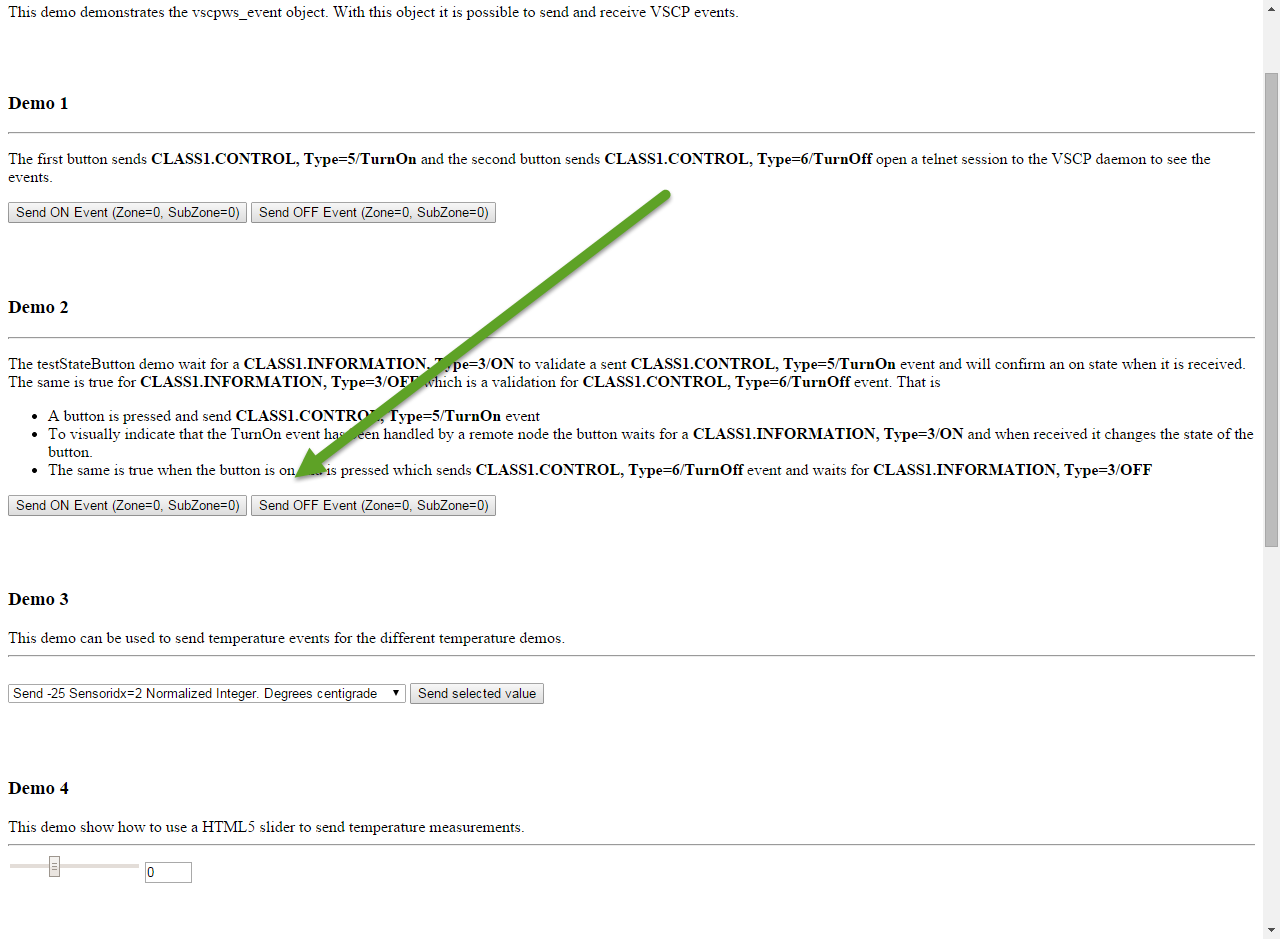 This demo demonstrates the vscpws_event object. With this object it is possible to send and receive VSCP events.
Demo 1
The first button sends CLASS1.CONTROL, Type=5/TurnOn and the second button sends CLASS1.CONTROL, Type=6/TurnOff open a telnet session to the VSCP daemon to see the
events.
Send ON Event (Zone=0, SubZone=0) Send OFF Event (Zone=0, SubZone=0)
Demo 2
The testStateButton demo wait for a CLASS1.INFORMATION, Type=3/ON to validate a sent CLASS1.CONTROL, Type=5/TurnOn event and will confirm an on state when it is received.
The same is true for CLASS1.INFORMATION, Type=3/OFF which is a validation for CLASS1.CONTROL, Type=6/TurnOff event. That is
A button is pressed and send CLASS1.CONTROL, Type=5/TurnOn event
To visually indicate that the TurnOn event has been handled by a remote node the button waits for a CLASS1.INFORMATION, Type=3/ON and when received it changes the state of the
button.
The same is true when the button is on is pressed which sends CLASS1.CONTROL, Type=6/TurnOff event and waits for CLASS1.INFORMATION, Type=3/OFF
Send ON Event (Zone=0, SubZone=0) Send OFF Event (Zone=0, SubZone=0)
Demo 3
This demo can be used to send temperature events for the different temperature demos.
Send -25 Sensoridx=2 Normalized Integer. Degrees centigrade Send selected value
Demo 4
This demo show how to use a HTML5 slider to send temperature measurements.
0